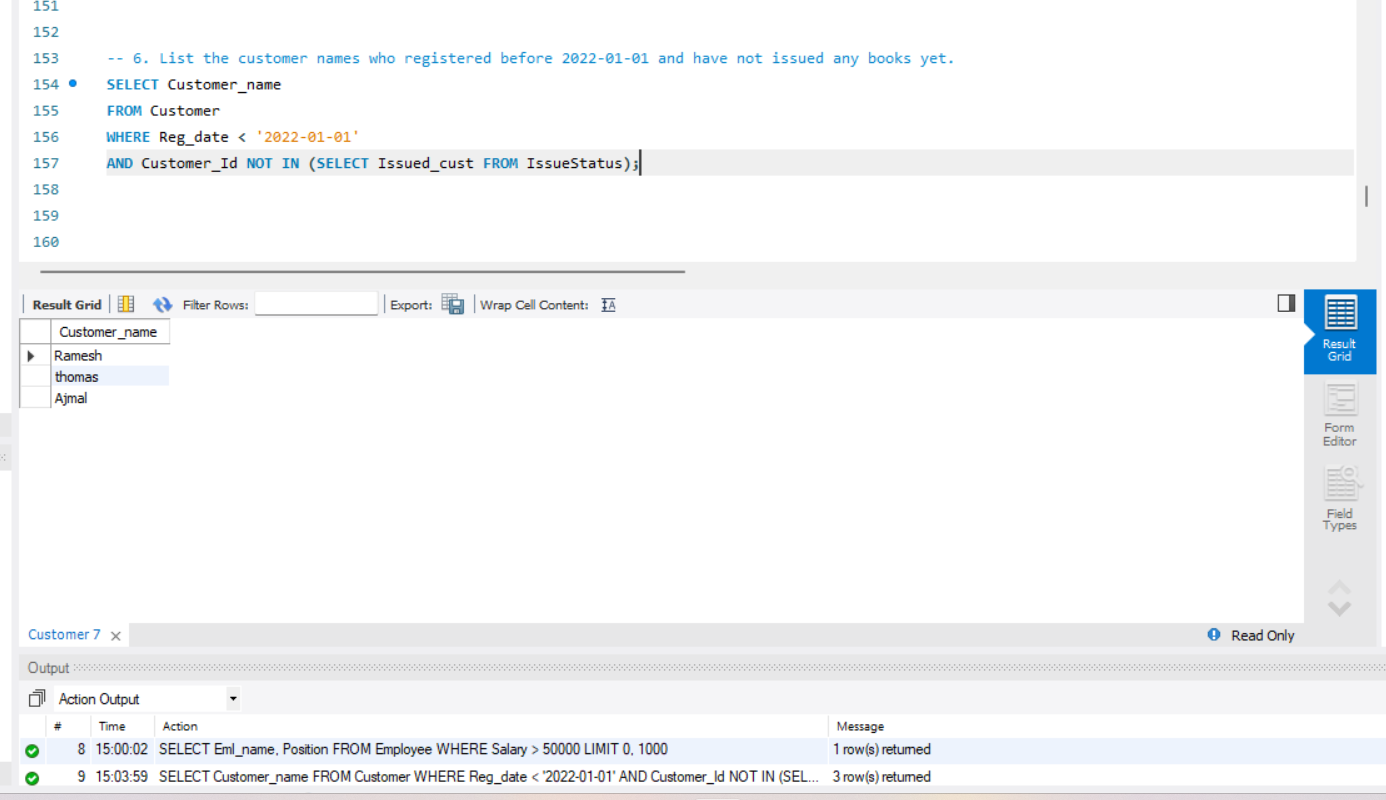 151
152
153 -- 6. List the customer names who registered before 2022-01-01 and have not issued any books yet.
154 SELECT Customer_name
155 FROM Customer
156 WHERE Reg_date < '2022-01-01'
157 AND Customer_Id NOT IN (SELECT Issued_cust FROM IssueStatus);
158
159
160
Result Grid Filter Rows: Export: Wrap Cell Content: IA
Customer_name
Ramesh
thomas
Ajmal
Result
Grid
Form
Editor
Field
Types
Customer 7 Read Only
Output
Action Output
# Time Action Message
8 15:00:02 SELECT Eml_name, Position FROM Employee WHERE Salary > 50000 LIMIT 0, 1000 1 row(s) returned
9 15:03:59 SELECT Customer_name FROM Customer WHERE Reg_date < '2022-01-01' AND Customer_Id NOT IN (SEL... 3 row(s) returned